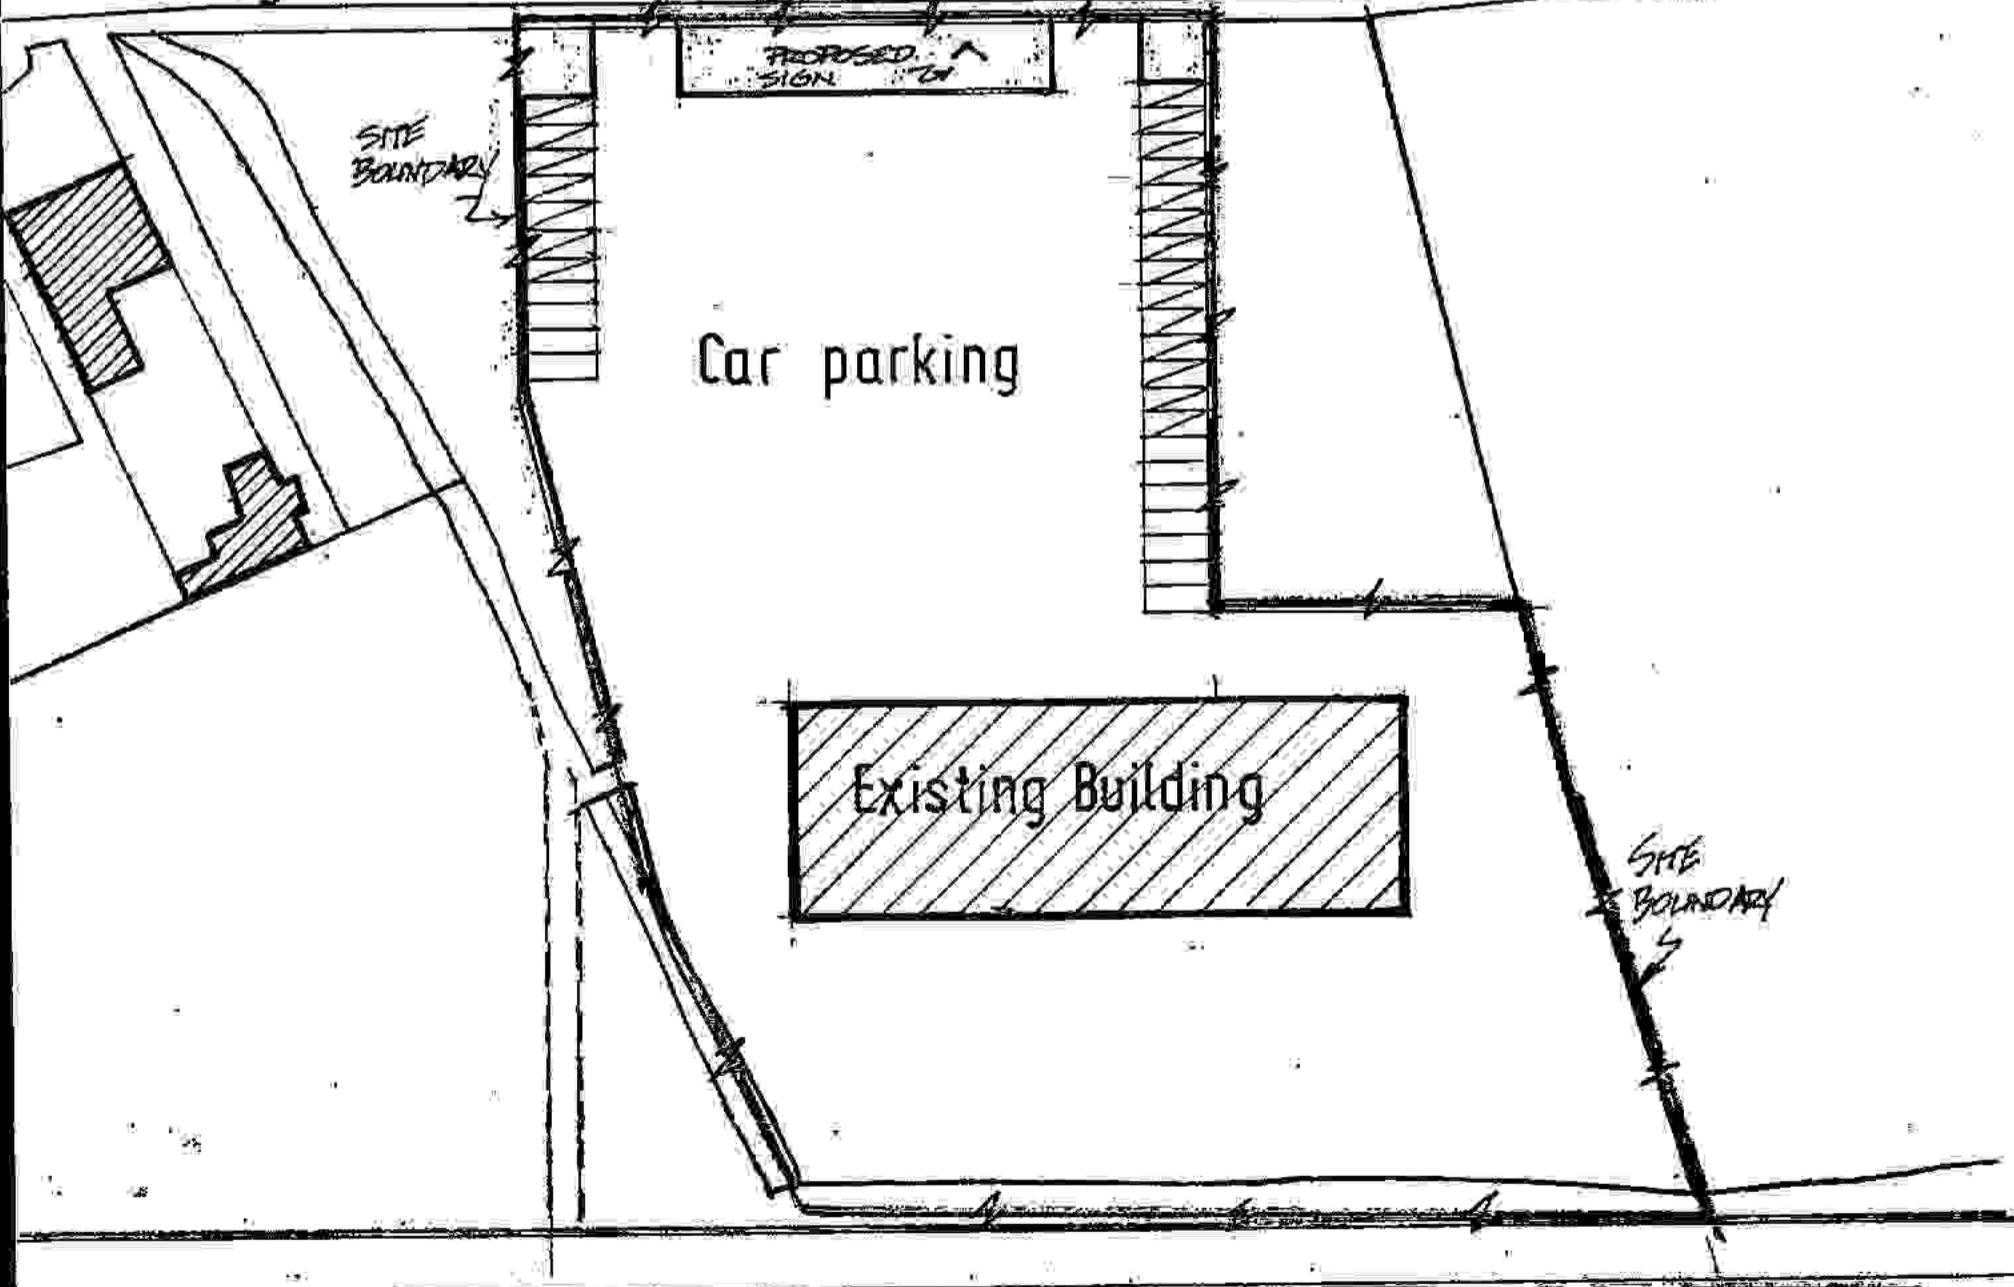 PROPOSED
SIGN
SITE
BOUNDARY
Car parking
Existing Building
SITE
BOUNDARY